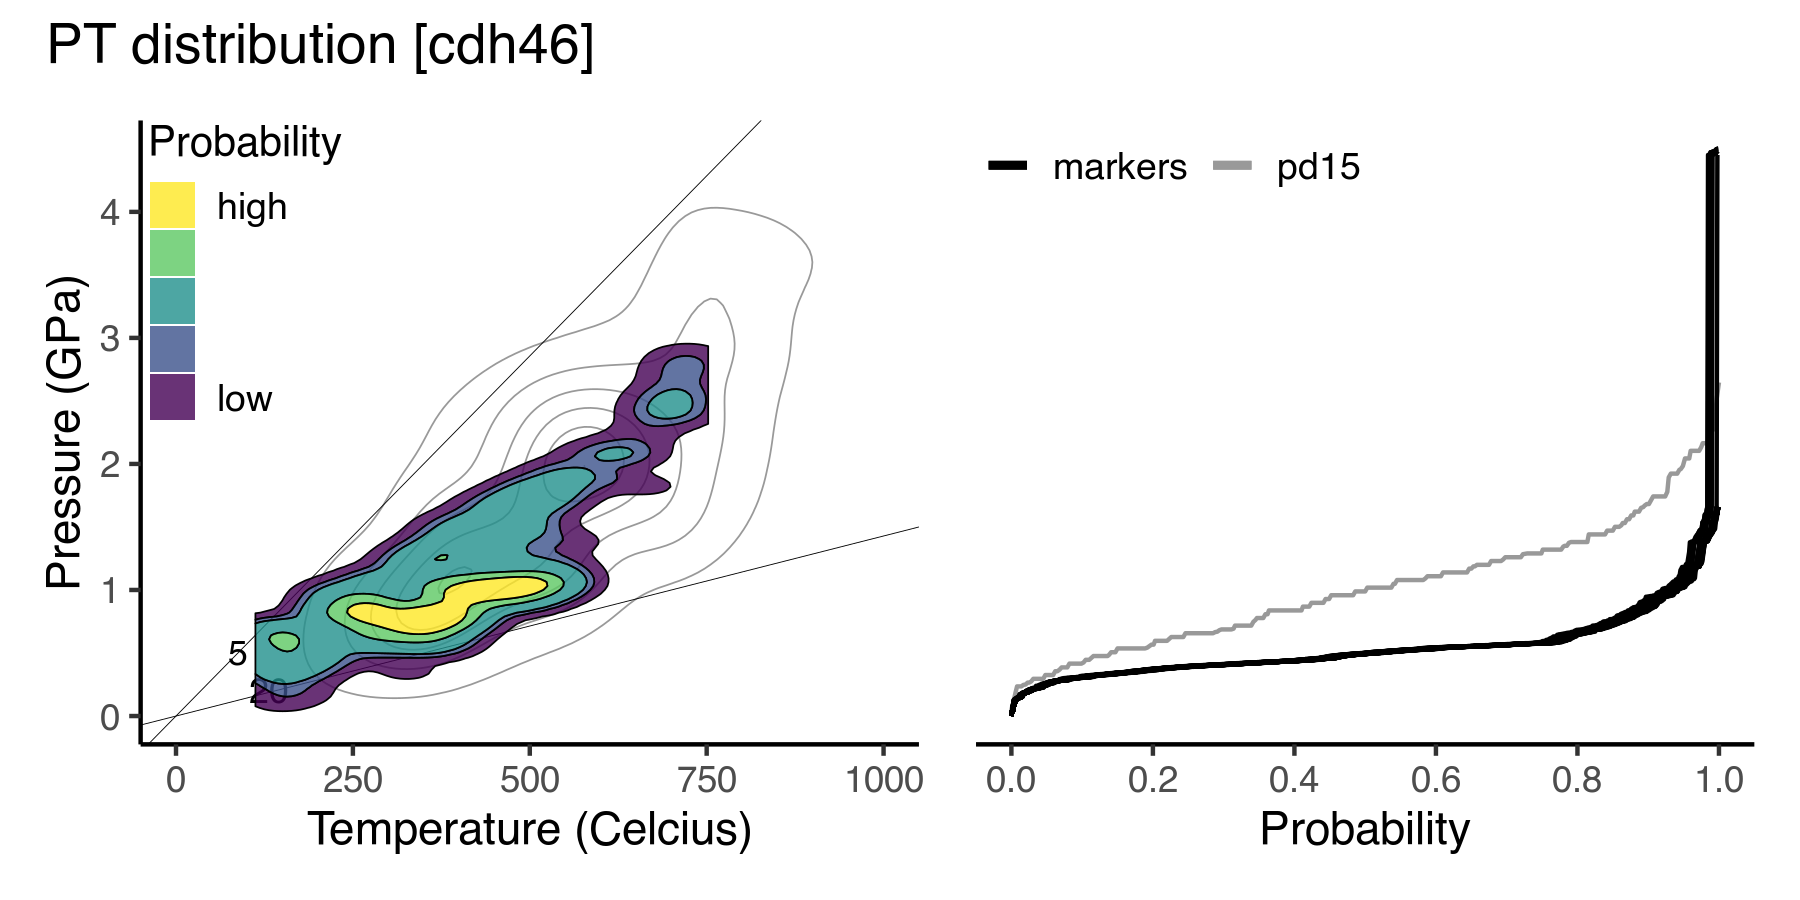 PT distribution [cdh46]
Probability
high
low
markers
pd15
4
3
2
1
0
Pressure (GPa)
5
20
0
250
500
750
1000
Temperature (Celcius)
0.0
0.2
0.4
0.6
0.8
1.0
Probability